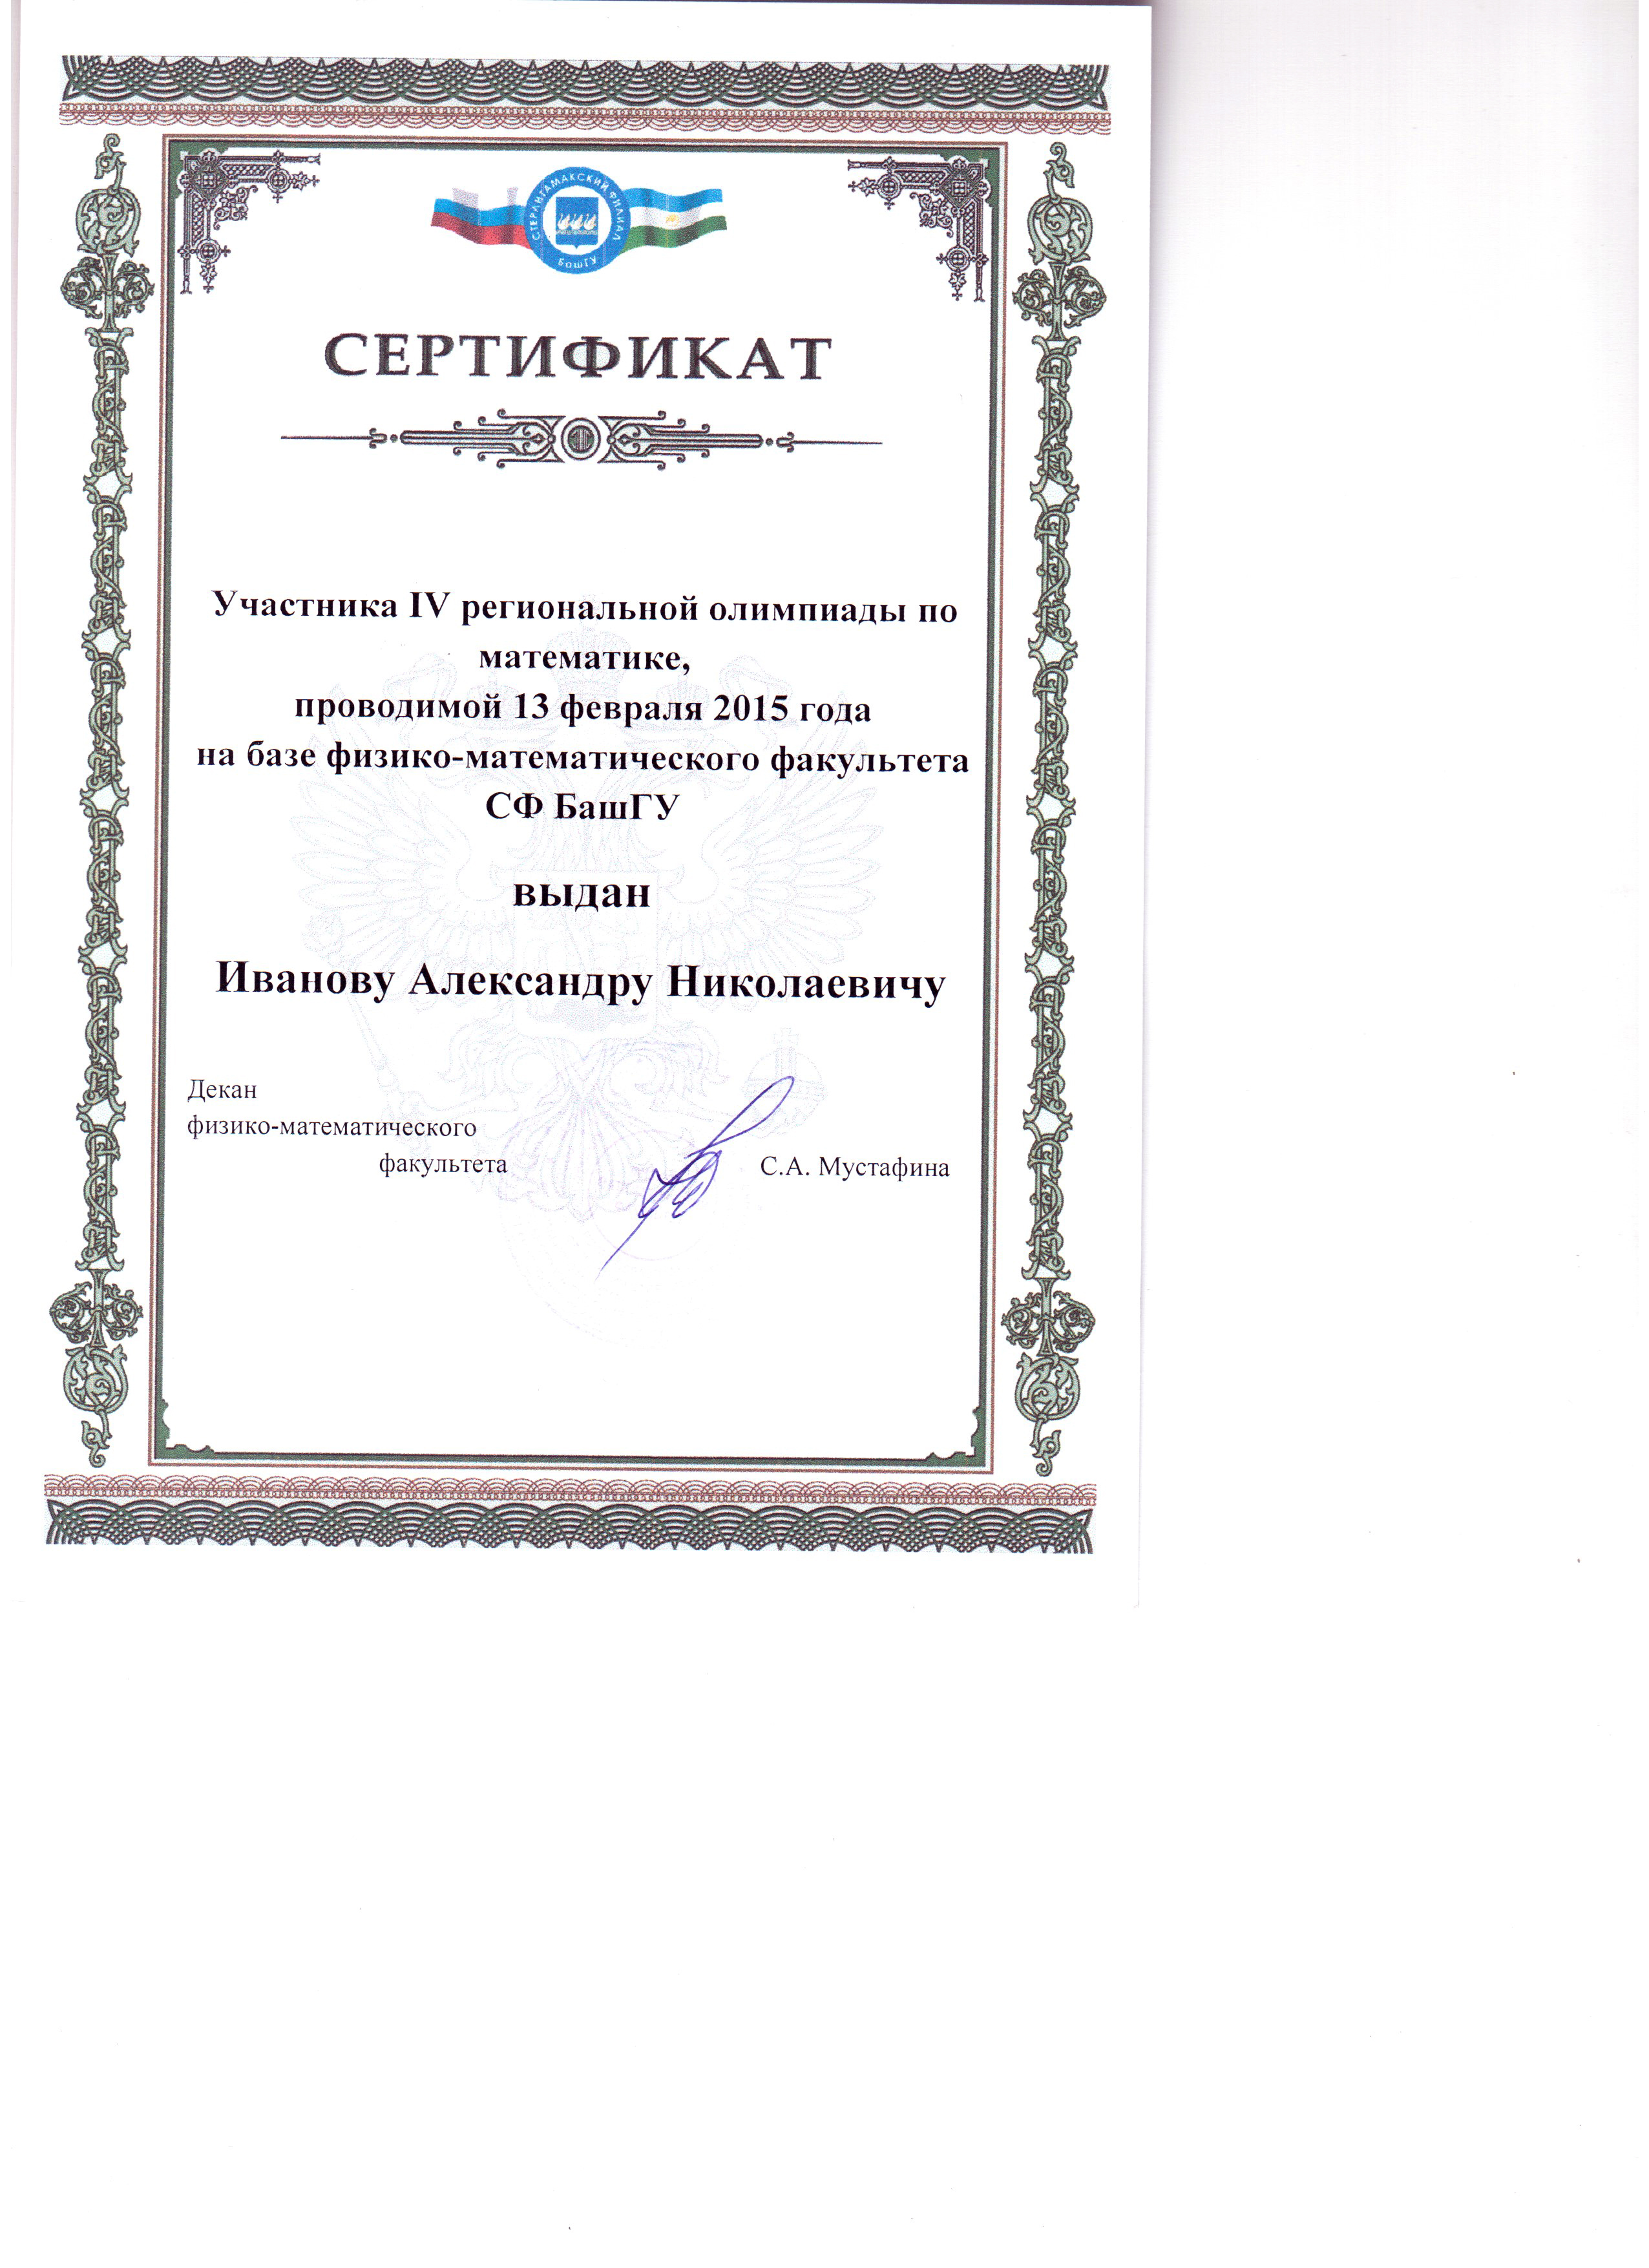 СТЕРЛИТАМАКСКИЙ ФИЛИАЛ
БашГУ
СЕРТИФИКАТ
Участника IV региональной олимпиады по
математике,
проводимой 13 февраля 2015 года
на базе физико-математического факультета
СФ БашГУ
выдан
Иванову Александру Николаевичу
Декан
физико-математического
факультета
С.А. Мустафина